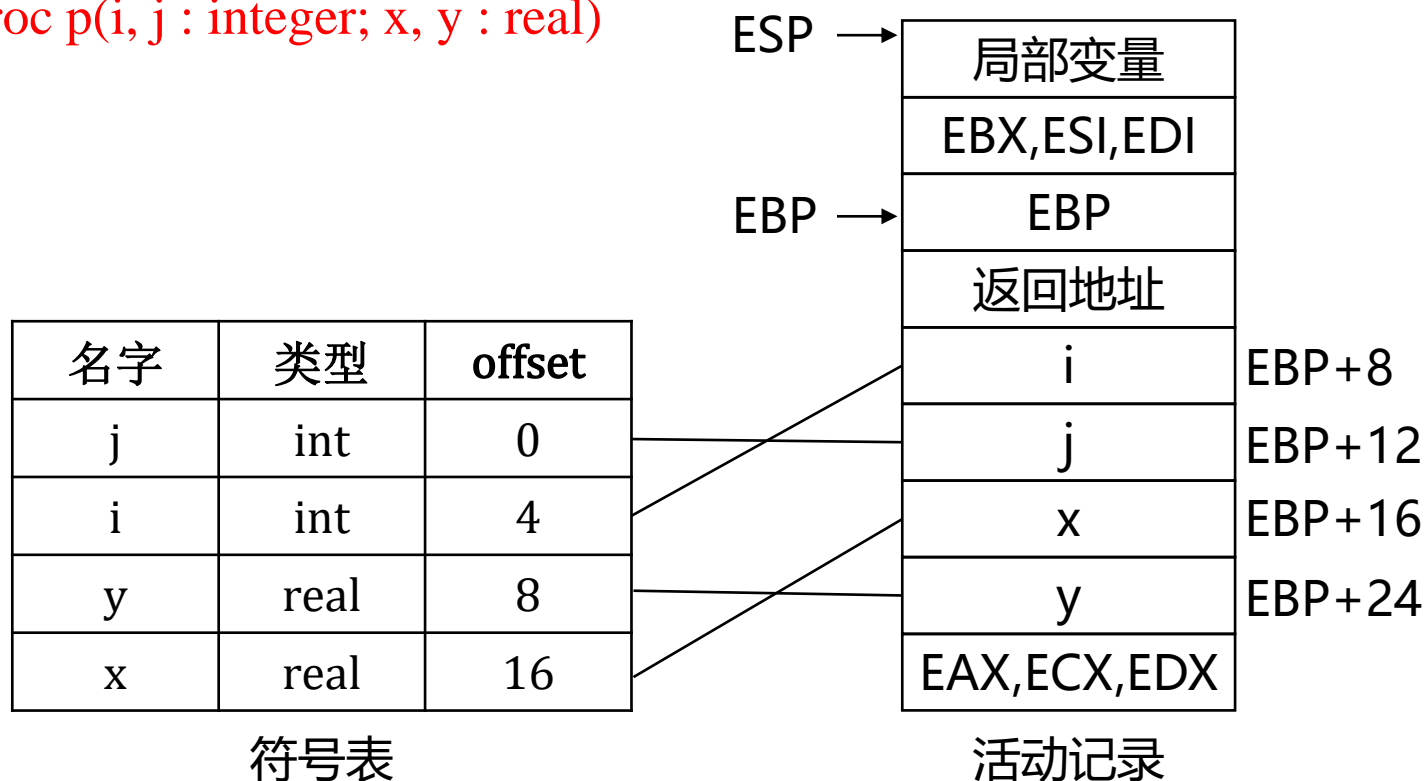 roc p(i, j : integer; x, y : real)
ESP
局部变量
EBX,ESI,EDI
EBP
EBP
返回地址
i
EBP+8
j
EBP+12
x
EBP+16
y
EBP+24
EAX,ECX,EDX
活动记录
名字 类型 offset
j int 0
i int 4
y real 8
x real 16
符号表